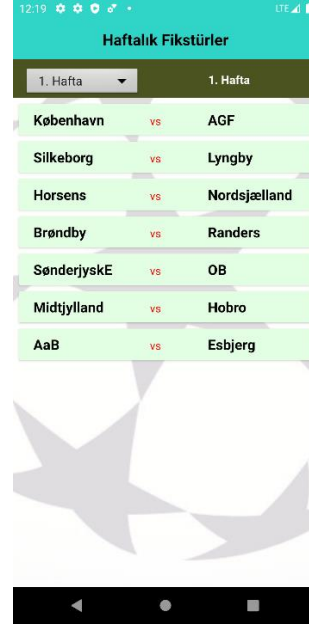 12:19 LTE
Haftalık Fikstürler
1. Hafta 1. Hafta
København vs AGF
Silkeborg vs Lyngby
Horsens vs Nordsjælland
Brøndby vs Randers
SønderjyskE vs OB
Midtjylland vs Hobro
AaB vs Esbjerg